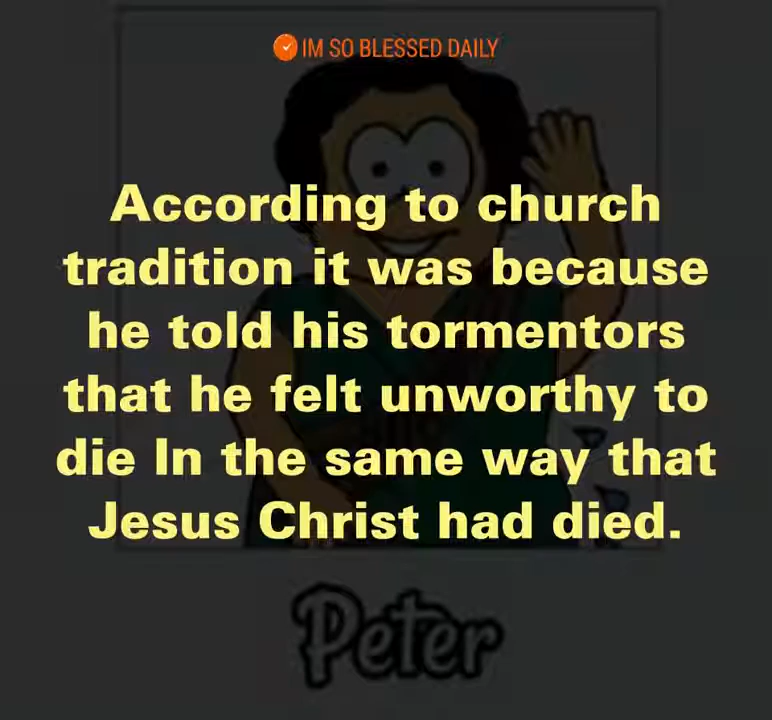 IM SO BLESSED DAILY
According to church
tradition it was because
he told his tormentors
that he felt unworthy to
die In the same way that
Jesus Christ had died.
Peter